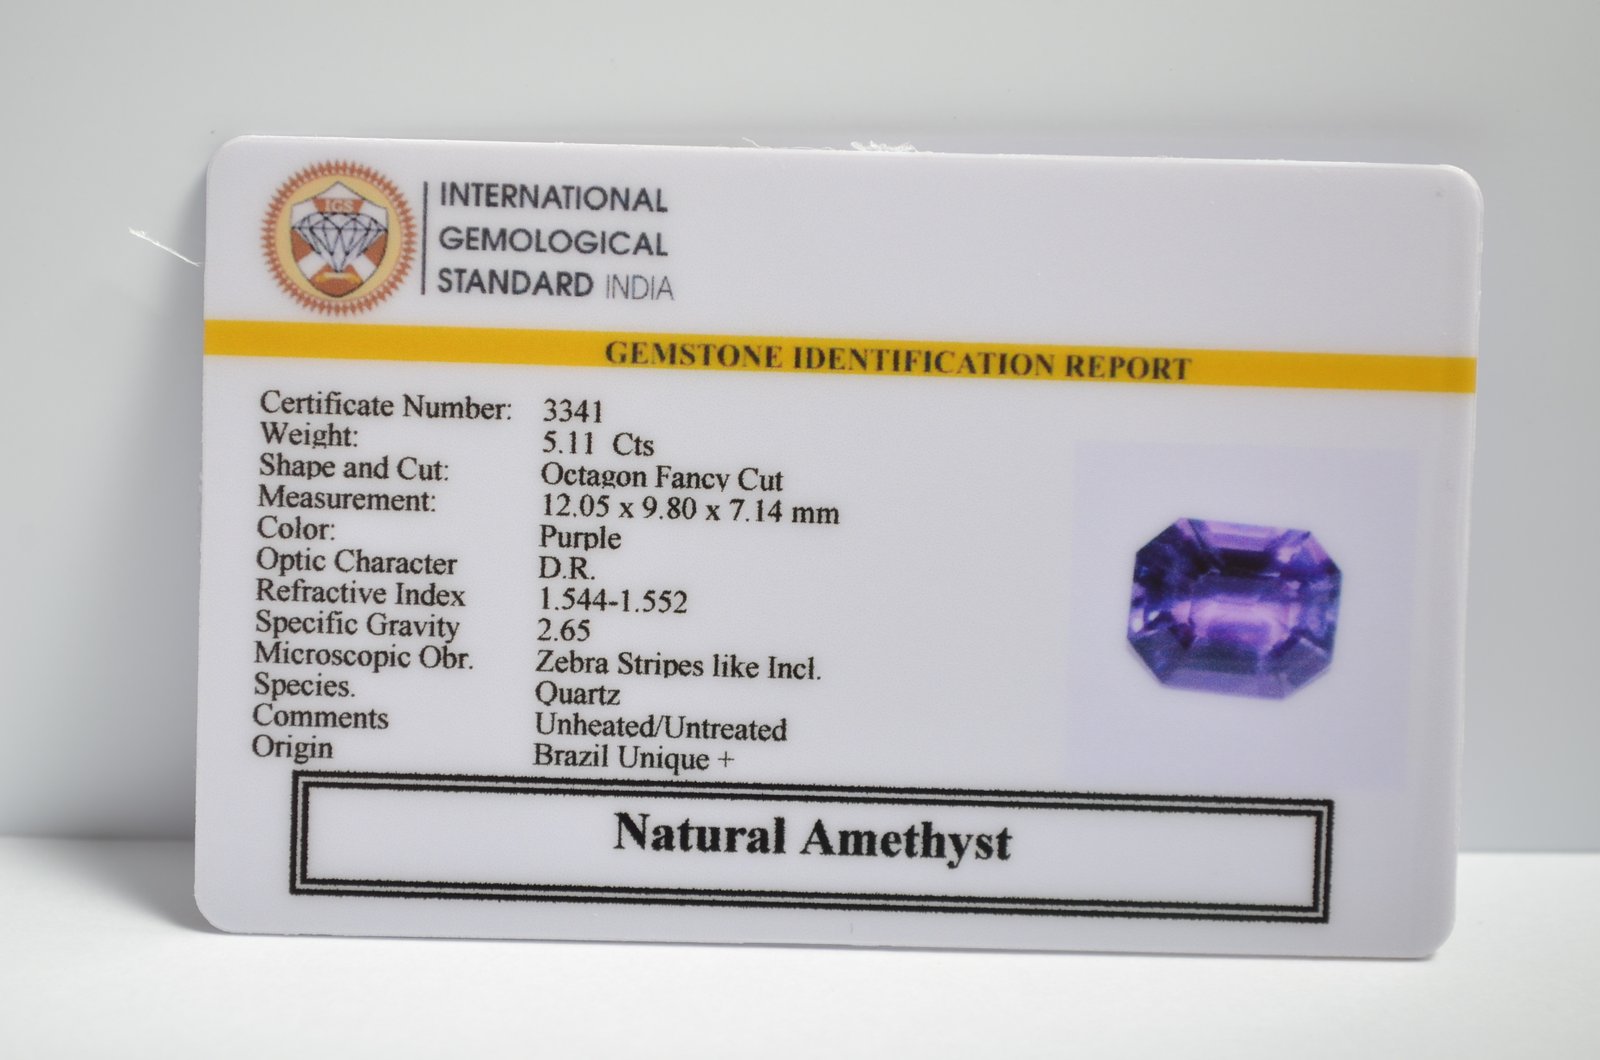 IGS
INTERNATIONAL
GEMOLOGICAL
STANDARD INDIA
GEMSTONE IDENTIFICATION REPORT
Certificate Number: 3341
Weight: 5.11 Cts
Shape and Cut: Octagon Fancy Cut
Measurement: 12.05 x 9.80 x 7.14 mm
Color: Purple
Optic Character D.R.
Refractive Index 1.544-1.552
Specific Gravity 2.65
Microscopic Obr. Zebra Stripes like Incl.
Species. Quartz
Comments Unheated/Untreated
Origin Brazil Unique +
Natural Amethyst